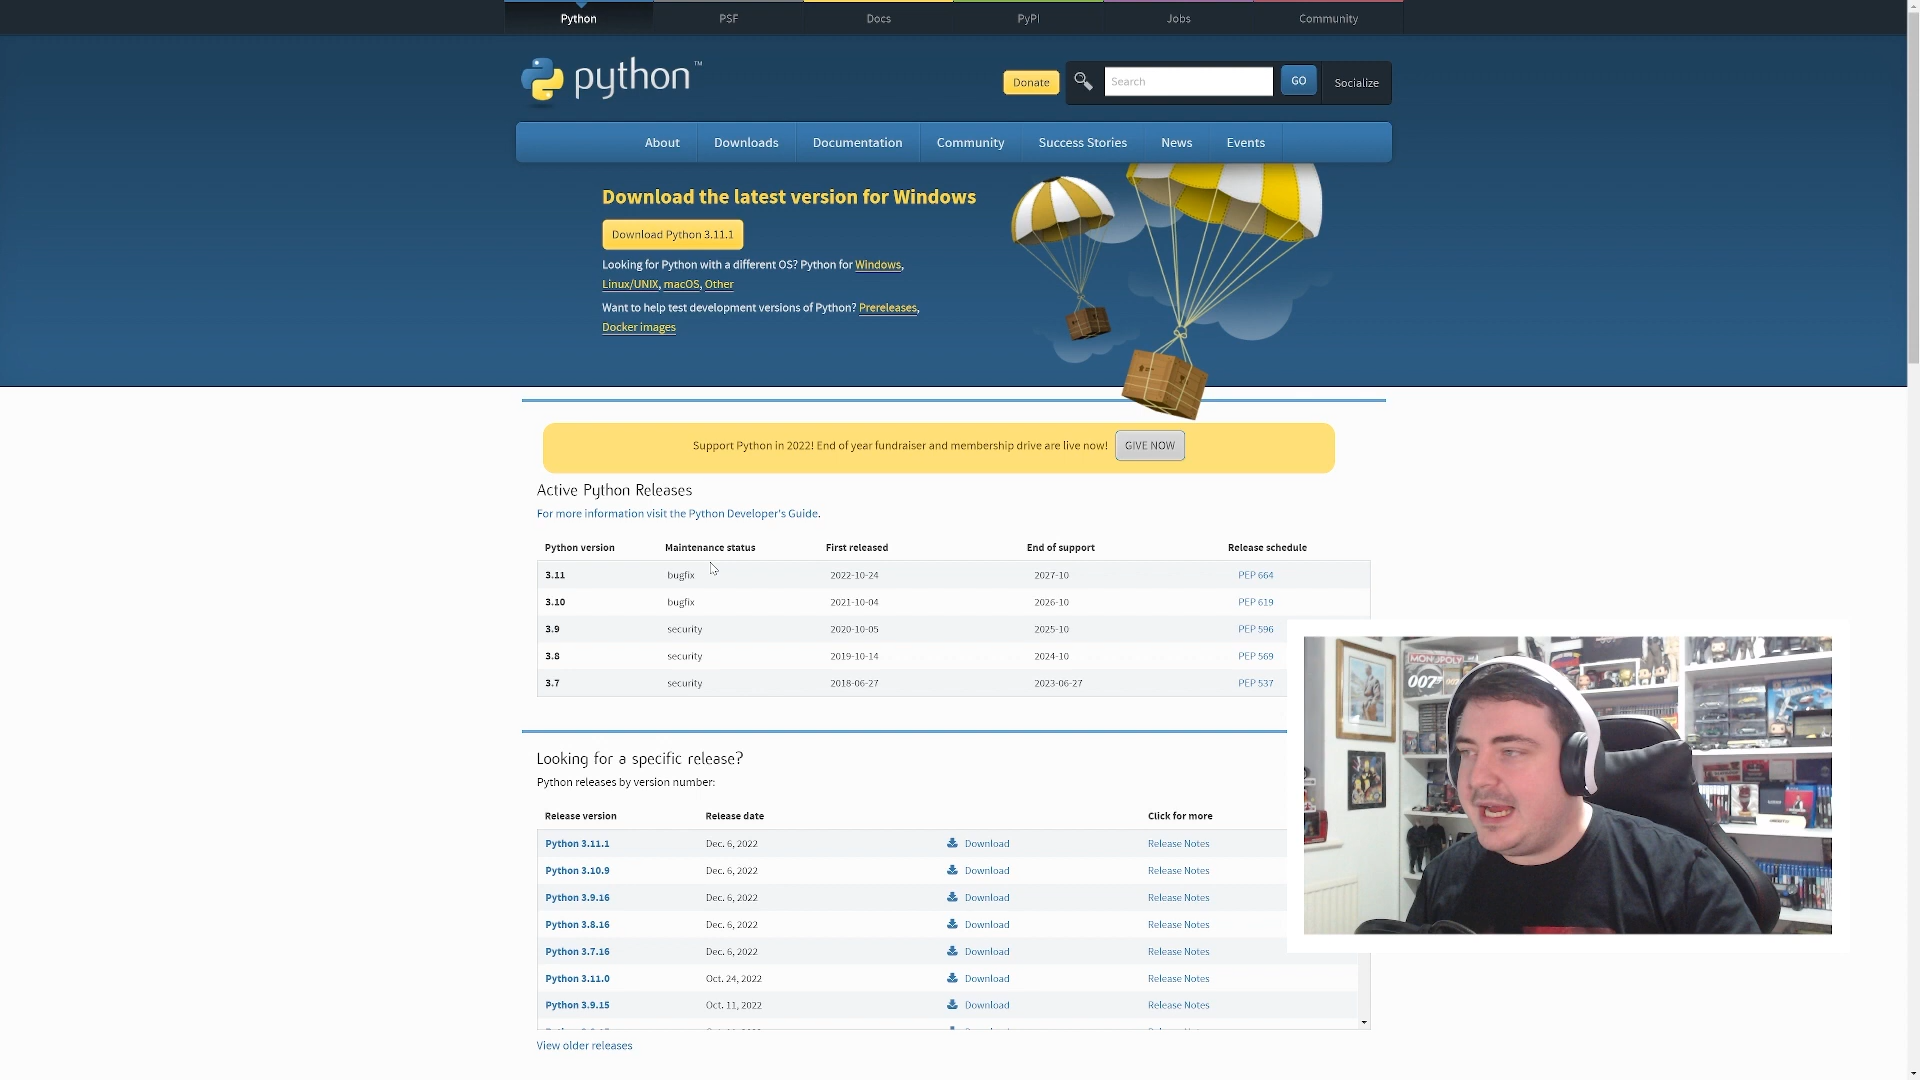 Python PSF Docs PyPI Jobs Community
python™
Donate Search GO Socialize
About Downloads Documentation Community Success Stories News Events
Download the latest version for Windows
Download Python 3.11.1
Looking for Python with a different OS? Python for Windows,
Linux/UNIX, macOS, Other
Want to help test development versions of Python? Prereleases,
Docker images
Support Python in 2022! End of year fundraiser and membership drive are live now! GIVE NOW
Active Python Releases
For more information visit the Python Developer's Guide.
Python version Maintenance status First released End of support Release schedule
3.11 bugfix 2022-10-24 2027-10 PEP 664
3.10 bugfix 2021-10-04 2026-10 PEP 619
3.9 security 2020-10-05 2025-10 PEP 596
3.8 security 2019-10-14 2024-10 PEP 569
3.7 security 2018-06-27 2023-06-27 PEP 537
Looking for a specific release?
Python releases by version number:
Release version Release date Click for more
Python 3.11.1 Dec. 6, 2022 Download Release Notes
Python 3.10.9 Dec. 6, 2022 Download Release Notes
Python 3.9.16 Dec. 6, 2022 Download Release Notes
Python 3.8.16 Dec. 6, 2022 Download Release Notes
Python 3.7.16 Dec. 6, 2022 Download Release Notes
Python 3.11.0 Oct. 24, 2022 Download Release Notes
Python 3.9.15 Oct. 11, 2022 Download Release Notes
View older releases
MONOPOLY
007